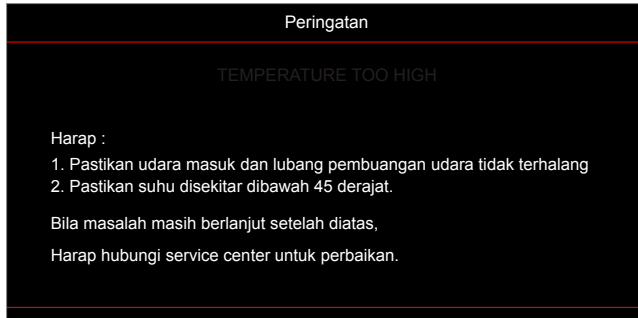 Peringatan
TEMPERATURE TOO HIGH
Harap :
1. Pastikan udara masuk dan lubang pembuangan udara tidak terhalang
2. Pastikan suhu disekitar dibawah 45 derajat.
Bila masalah masih berlanjut setelah diatas,
Harap hubungi service center untuk perbaikan.